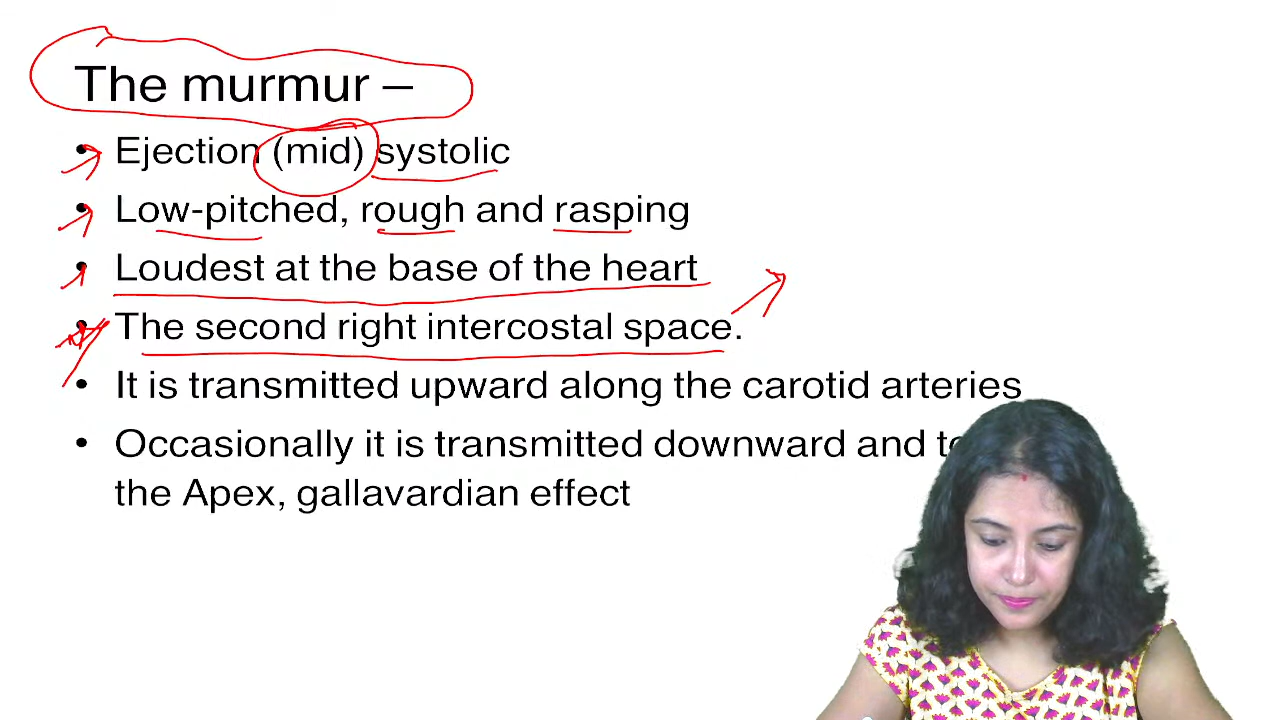 The murmur –
• Ejection (mid) systolic
• Low-pitched, rough and rasping
• Loudest at the base of the heart
• The second right intercostal space.
• It is transmitted upward along the carotid arteries
• Occasionally it is transmitted downward and
the Apex, gallavardian effect